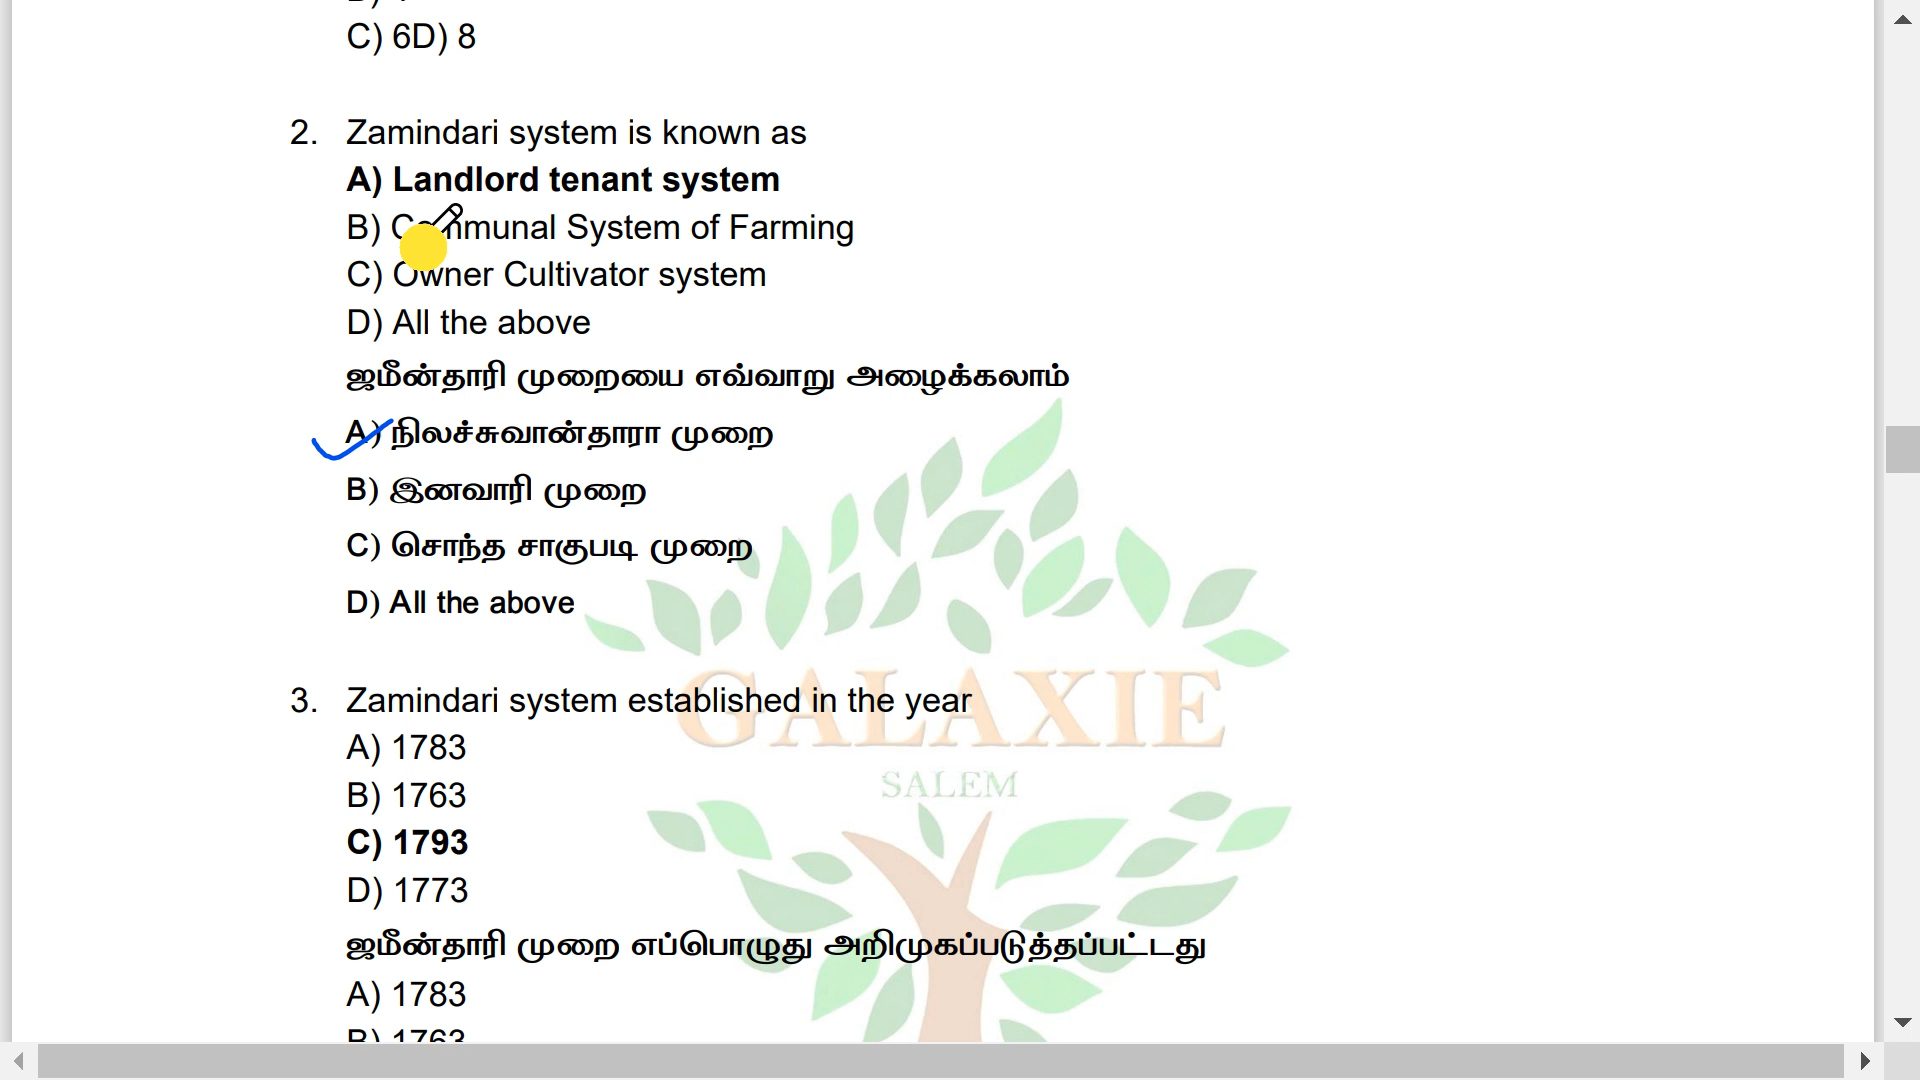 C) 6D) 8
2. Zamindari system is known as
A) Landlord tenant system
B) Communal System of Farming
C) Owner Cultivator system
D) All the above
ஜமீன்தாரி முறையை எவ்வாறு அழைக்கலாம்
A) நிலச்சுவான்தாரா முறை
B) இனவாரி முறை
C) சொந்த சாகுபடி முறை
D) All the above
GALAXIE
SALEM
3. Zamindari system established in the year
A) 1783
B) 1763
C) 1793
D) 1773
ஜமீன்தாரி முறை எப்பொழுது அறிமுகப்படுத்தப்பட்டது
A) 1783
B) 1763